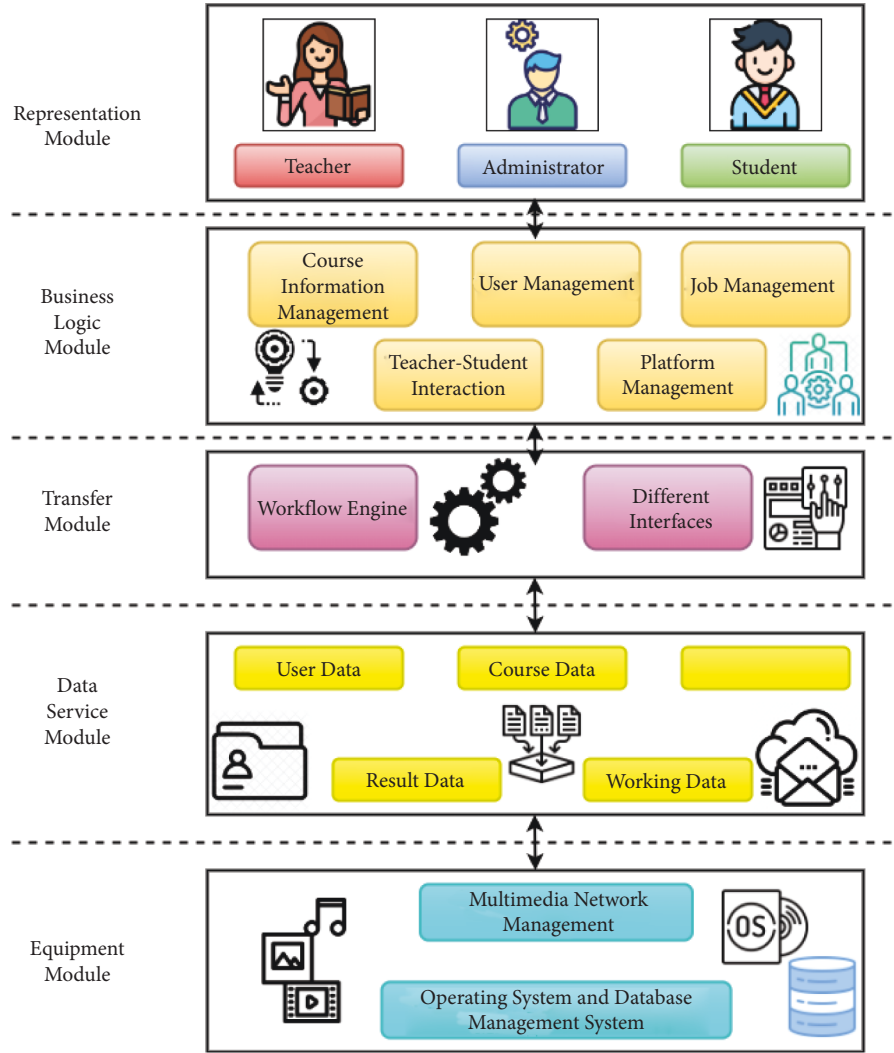 Representation
Module
Teacher
Administrator
Student
Business
Logic
Module
Course
Information
Management
User Management
Job Management
Teacher-Student
Interaction
Platform
Management
Transfer
Module
Workflow Engine
Different
Interfaces
Data
Service
Module
User Data
Course Data
Result Data
Working Data
Equipment
Module
Multimedia Network
Management
OS
Operating System and Database
Management System